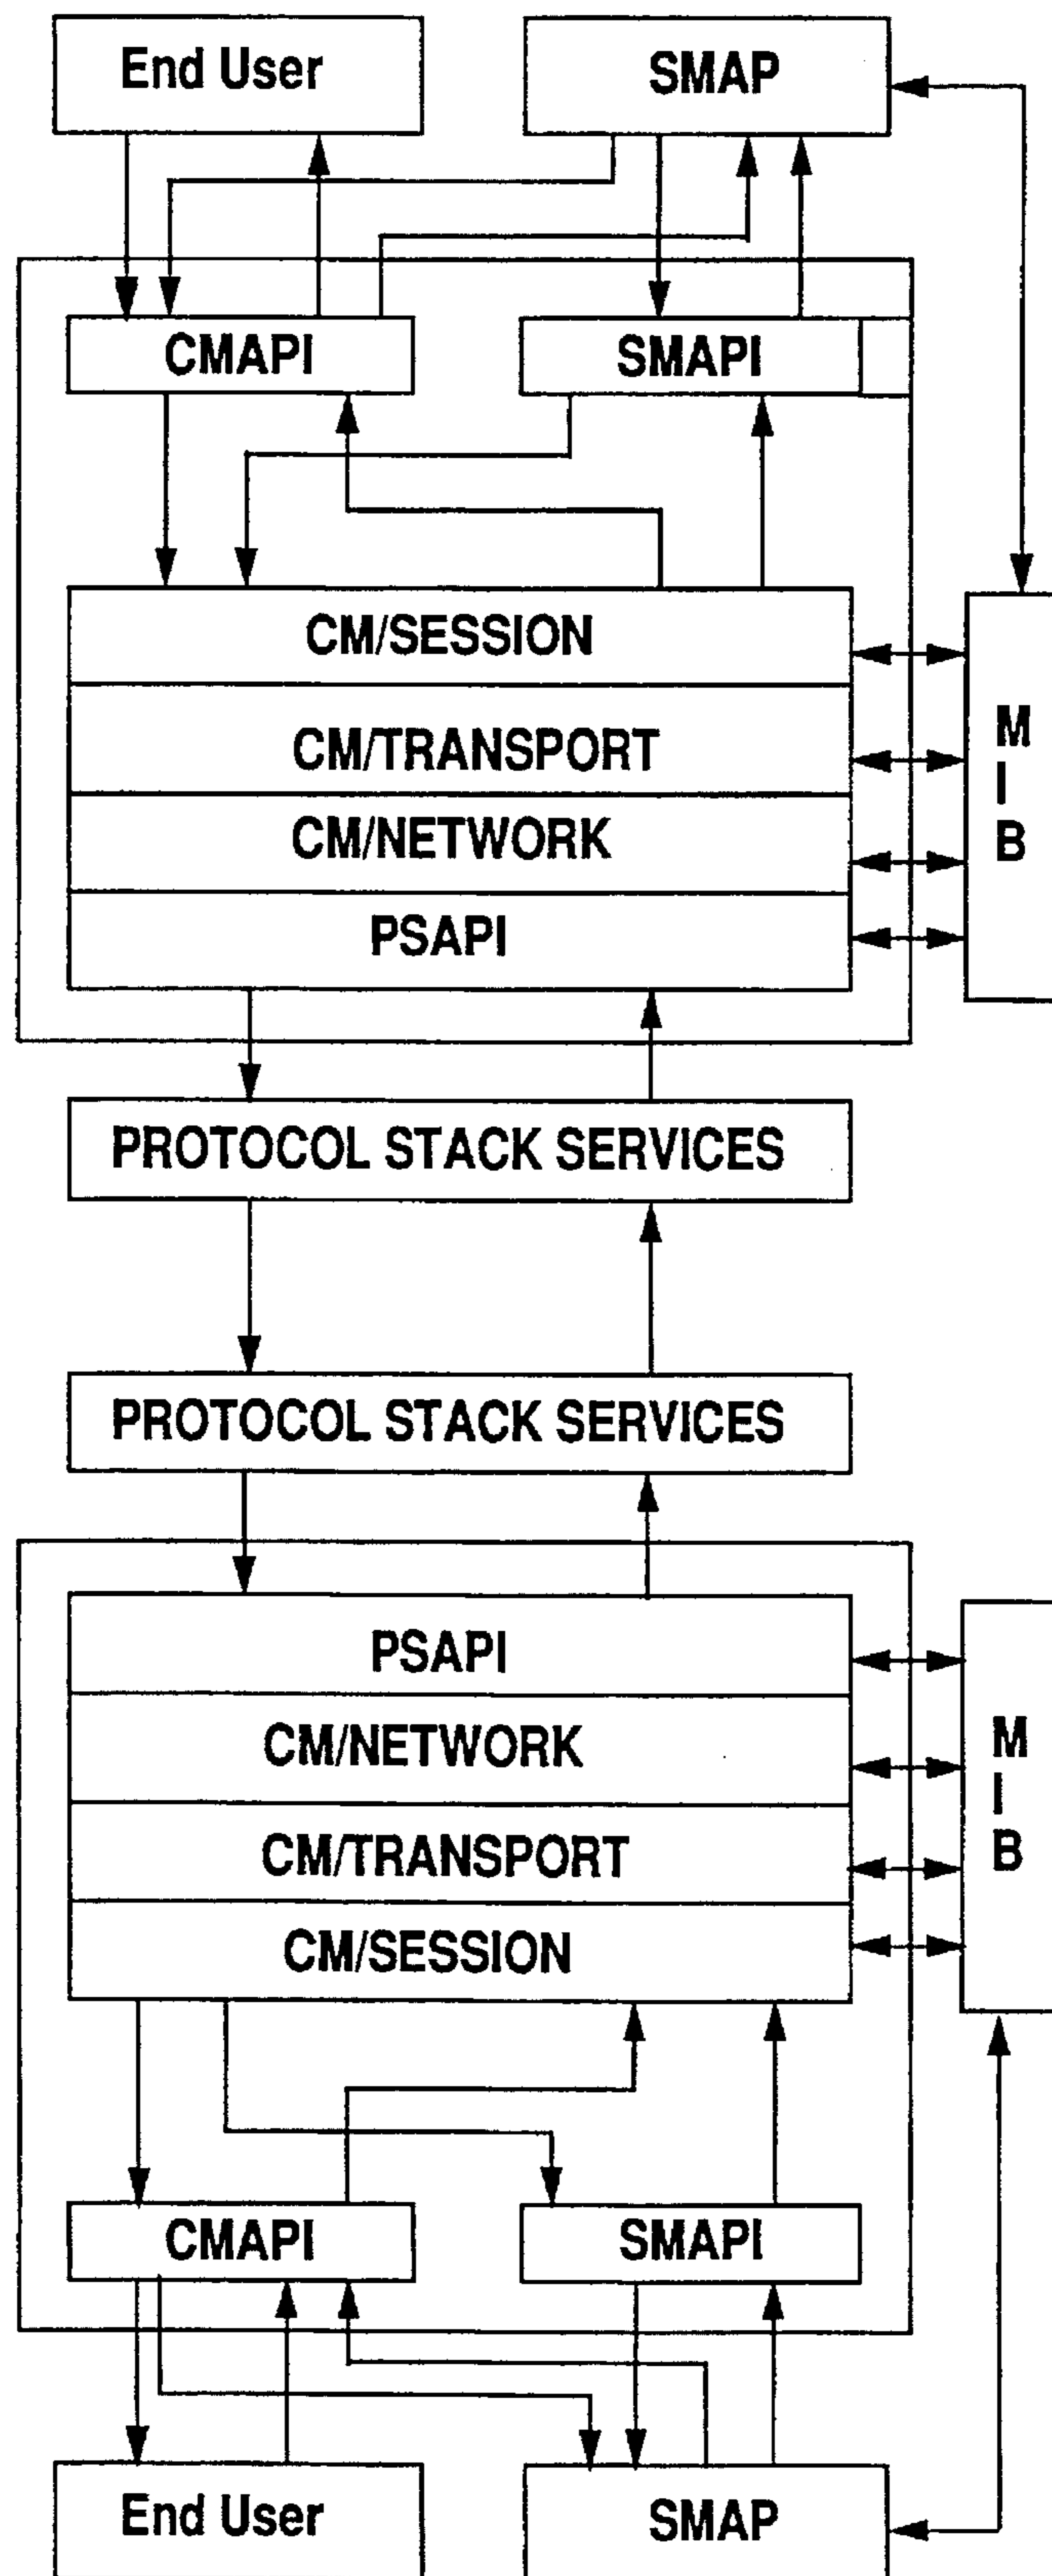 End User
SMAP
CMAPI
SMAPI
CM/SESSION
CM/TRANSPORT
CM/NETWORK
PSAPI
M
I
B
PROTOCOL STACK SERVICES
PROTOCOL STACK SERVICES
PSAPI
CM/NETWORK
CM/TRANSPORT
CM/SESSION
M
I
B
CMAPI
SMAPI
End User
SMAP